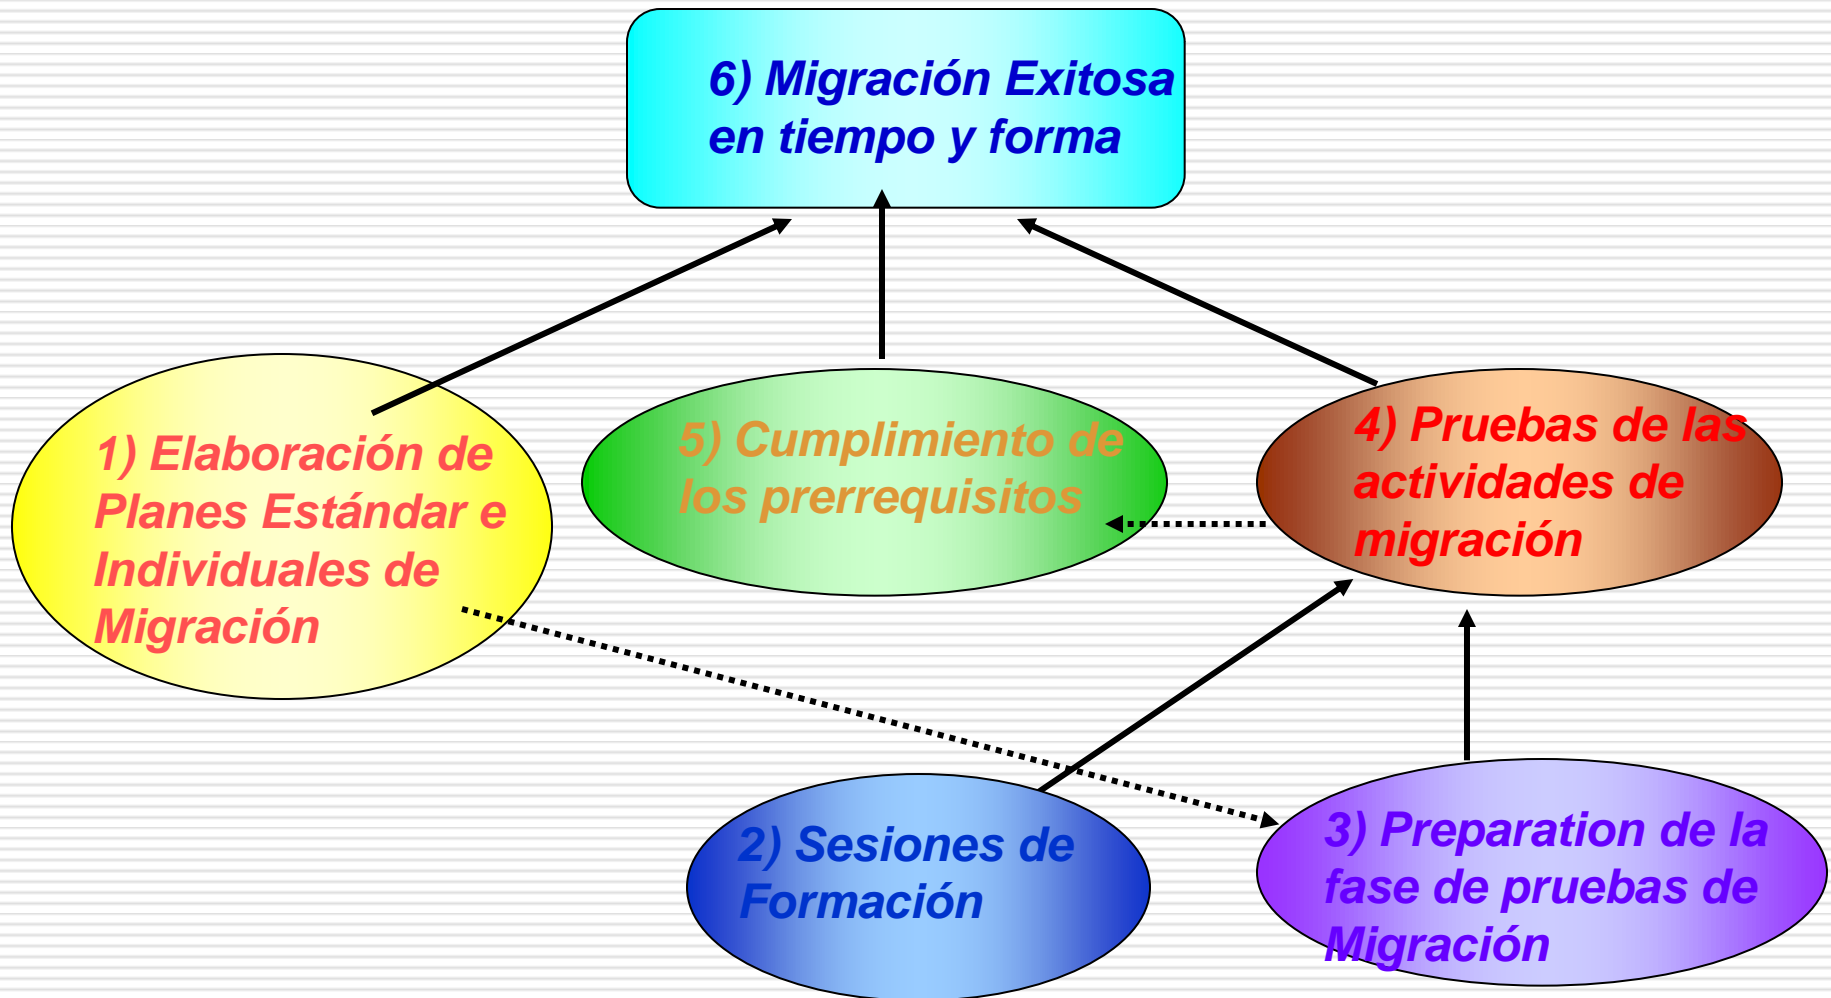 6) Migración Exitosa
en tiempo y forma
1) Elaboración de
Planes Estándar e
Individuales de
Migración
5) Cumplimiento de
los prerrequisitos
4) Pruebas de las
actividades de
migración
2) Sesiones de
Formación
3) Preparation de la
fase de pruebas de
Migración